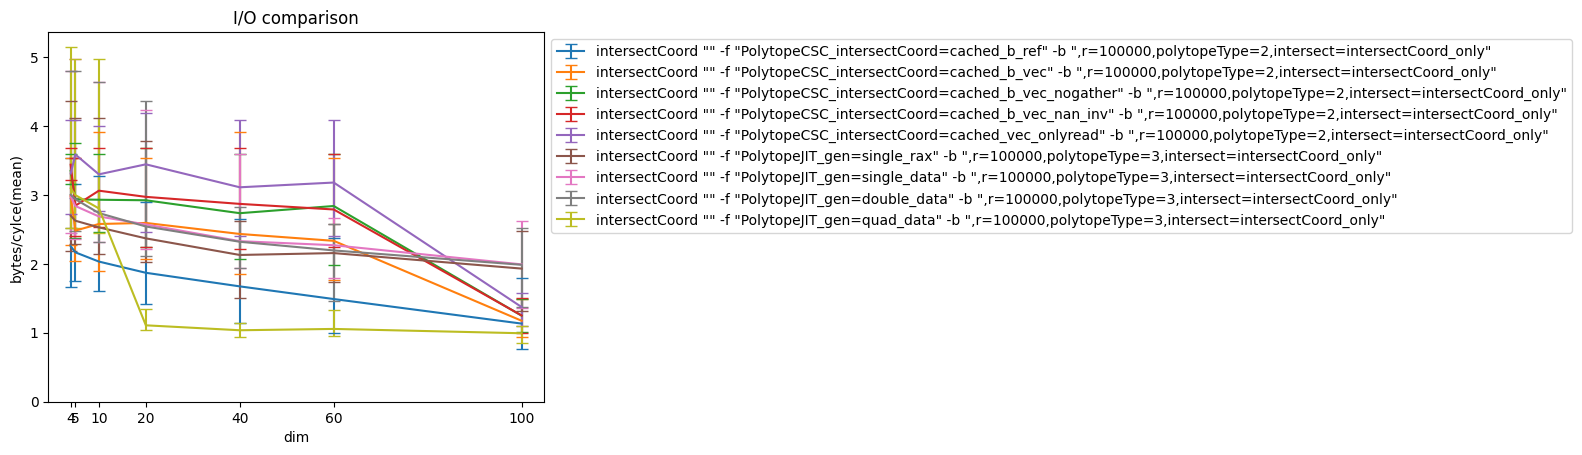 I/O comparison
bytes/cylce(mean)
5
4
3
2
1
0
4 5 10 20 40 60 100
dim
intersectCoord "" -f "PolytopeCSC_intersectCoord=cached_b_ref" -b ",r=100000,polytopeType=2,intersect=intersectCoord_only"
intersectCoord "" -f "PolytopeCSC_intersectCoord=cached_b_vec" -b ",r=100000,polytopeType=2,intersect=intersectCoord_only"
intersectCoord "" -f "PolytopeCSC_intersectCoord=cached_b_vec_nogather" -b ",r=100000,polytopeType=2,intersect=intersectCoord_only"
intersectCoord "" -f "PolytopeCSC_intersectCoord=cached_b_vec_nan_inv" -b ",r=100000,polytopeType=2,intersect=intersectCoord_only"
intersectCoord "" -f "PolytopeCSC_intersectCoord=cached_vec_onlyread" -b ",r=100000,polytopeType=2,intersect=intersectCoord_only"
intersectCoord "" -f "PolytopeJIT_gen=single_rax" -b ",r=100000,polytopeType=3,intersect=intersectCoord_only"
intersectCoord "" -f "PolytopeJIT_gen=single_data" -b ",r=100000,polytopeType=3,intersect=intersectCoord_only"
intersectCoord "" -f "PolytopeJIT_gen=double_data" -b ",r=100000,polytopeType=3,intersect=intersectCoord_only"
intersectCoord "" -f "PolytopeJIT_gen=quad_data" -b ",r=100000,polytopeType=3,intersect=intersectCoord_only"